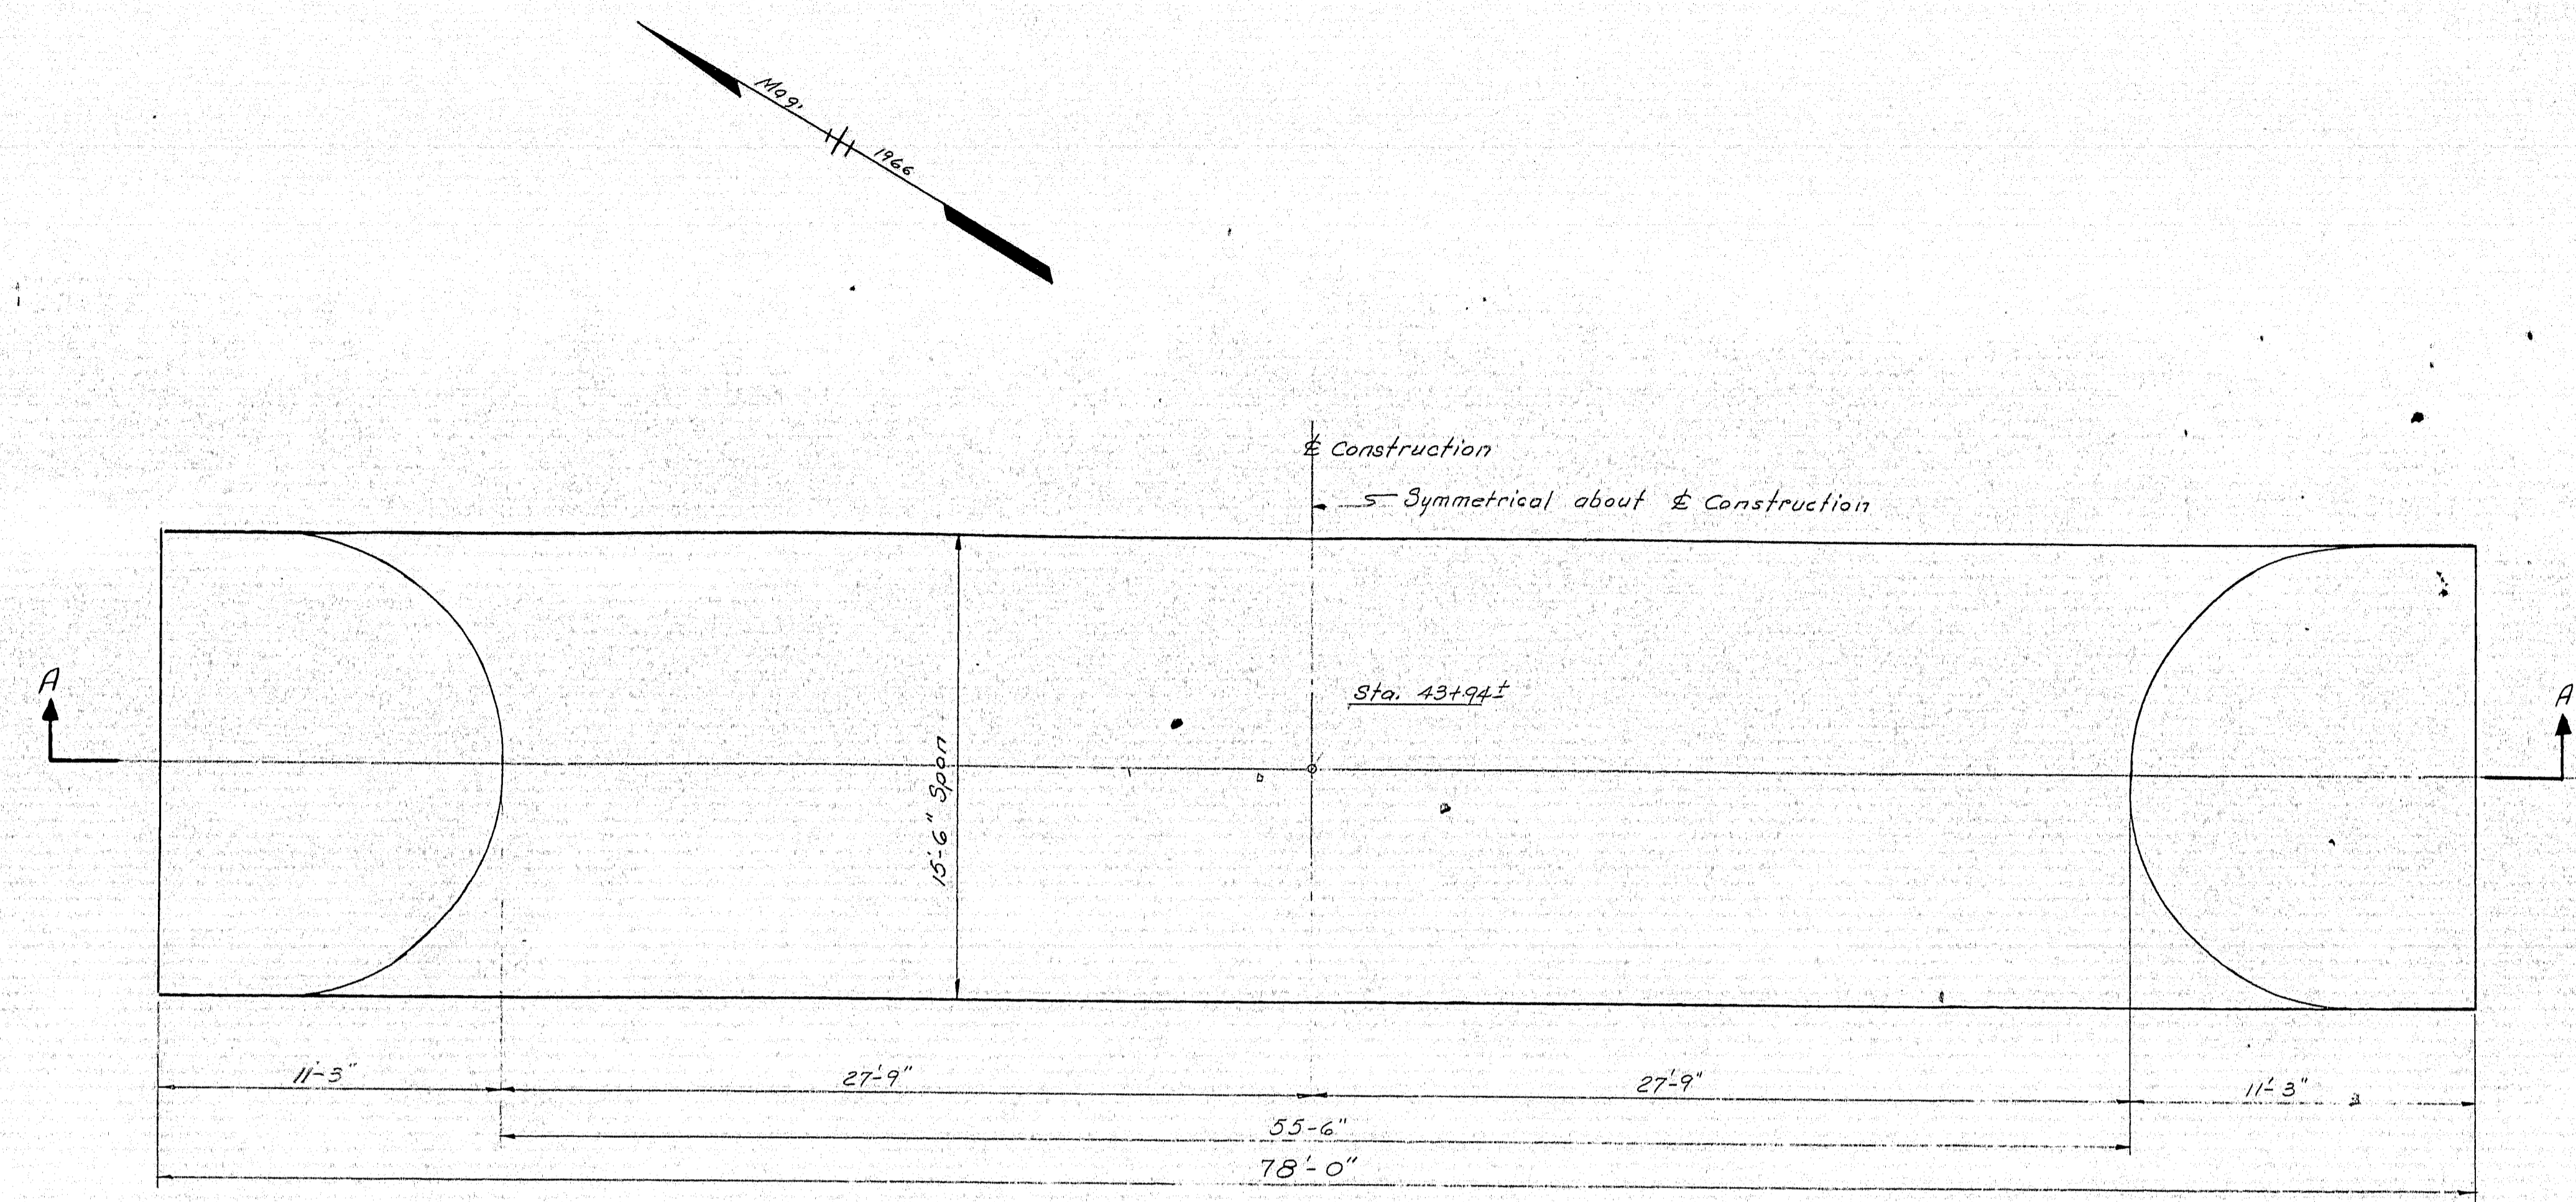 Mag.
1966
℄ Construction
Symmetrical about ℄ Construction
A
A
Sta. 43+94±
15'-6" Span
11'-3"
27'-9"
27'-9"
11'-3"
55'-6"
78'-0"